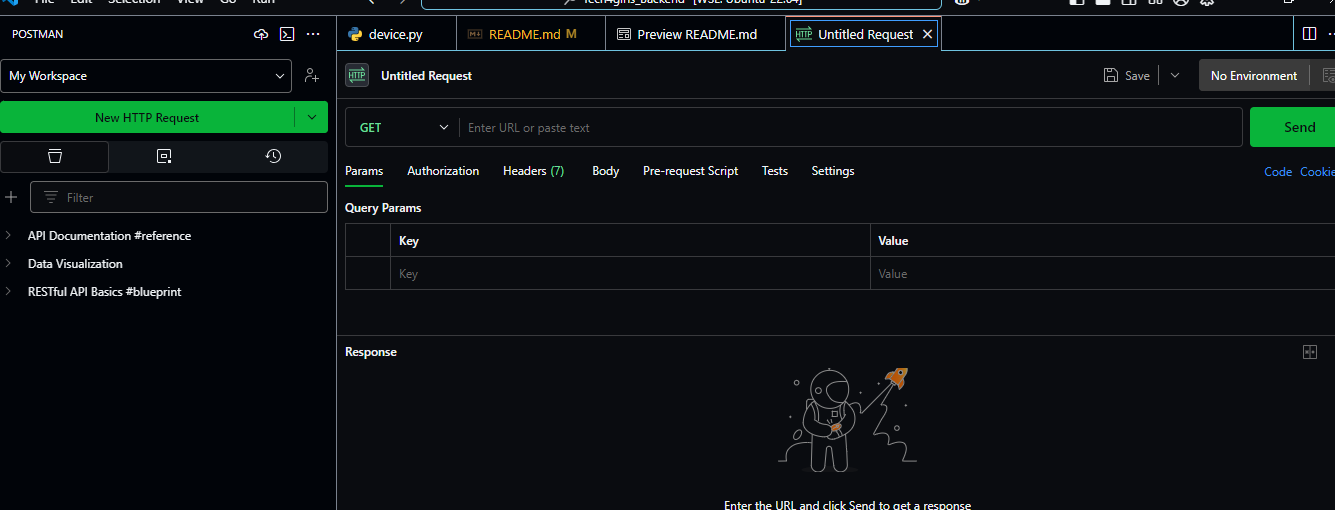 File Edit Selection View Go Run
Tech4girls_backend [WSL: Ubuntu-22.04]
POSTMAN
device.py
README.md M
Preview README.md
HTTP Untitled Request
My Workspace
HTTP Untitled Request
Save
No Environment
New HTTP Request
GET
Enter URL or paste text
Send
Params Authorization Headers (7) Body Pre-request Script Tests Settings
Code Cookie
Filter
Query Params
API Documentation #reference
Data Visualization
RESTful API Basics #blueprint
Key Value
Key Value
Response
Enter the URL and click Send to get a response